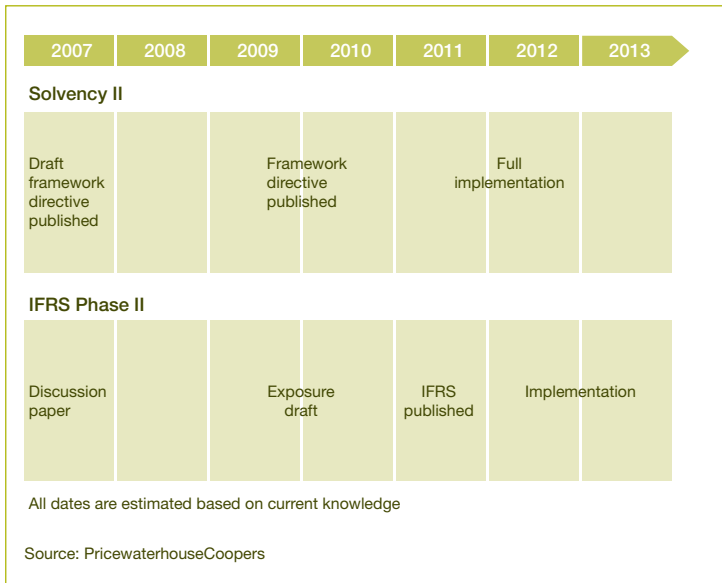 2007 2008 2009 2010 2011 2012 2013
Solvency II
Draft
framework
directive
published
Framework
directive
published
Full
implementation
IFRS Phase II
Discussion
paper
Exposure
draft
IFRS
published
Implementation
All dates are estimated based on current knowledge
Source: PricewaterhouseCoopers